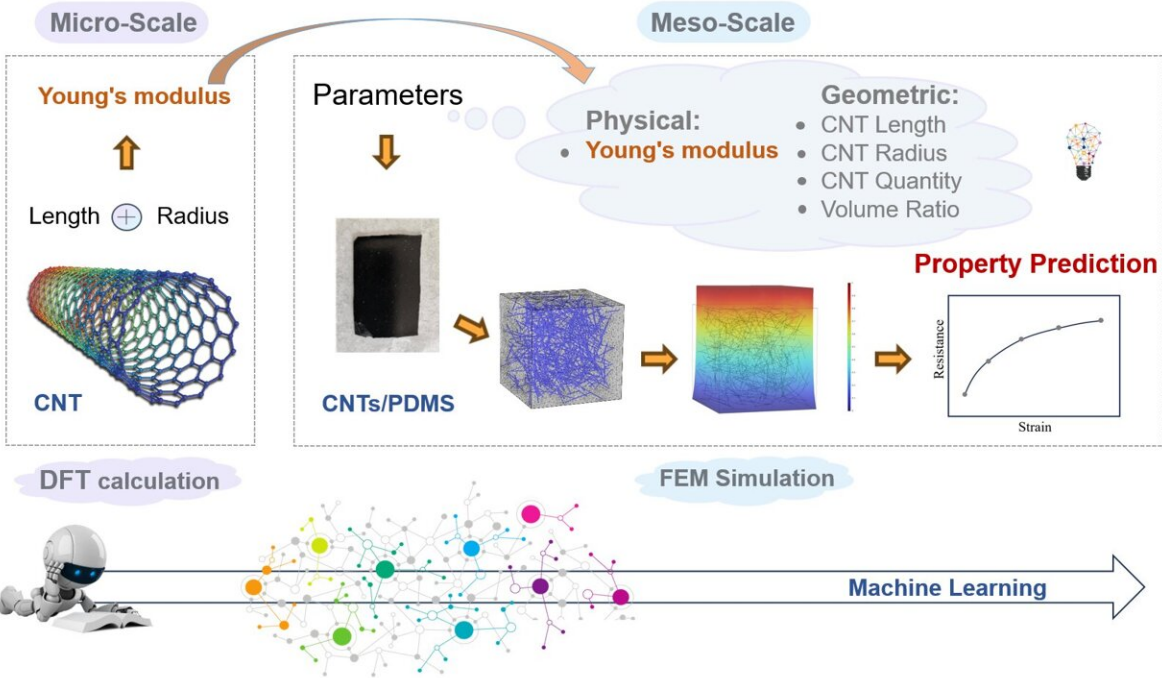 Micro-Scale
Meso-Scale
Young's modulus
Length + Radius
CNT
Parameters
Physical:
• Young's modulus
Geometric:
• CNT Length
• CNT Radius
• CNT Quantity
• Volume Ratio
CNTs/PDMS
Property Prediction
Resistance
Strain
DFT calculation
FEM Simulation
Machine Learning